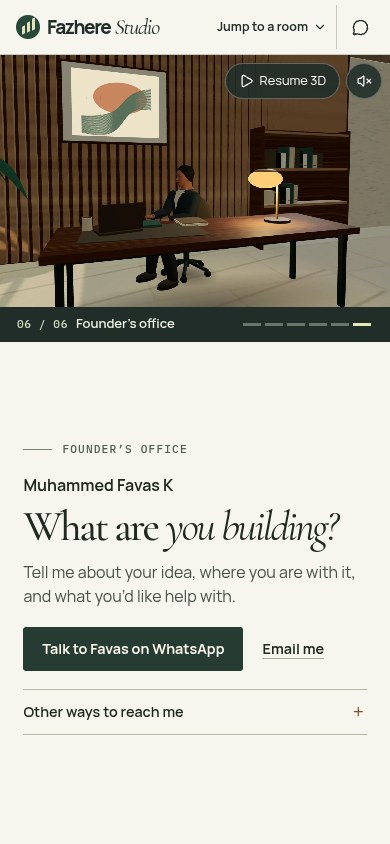 Fazhere Studio
Jump to a room
Resume 3D
06 / 06 Founder's office
FOUNDER'S OFFICE
Muhammed Favas K
What are you building?
Tell me about your idea, where you are with it,
and what you'd like help with.
Talk to Favas on WhatsApp
Email me
Other ways to reach me
+